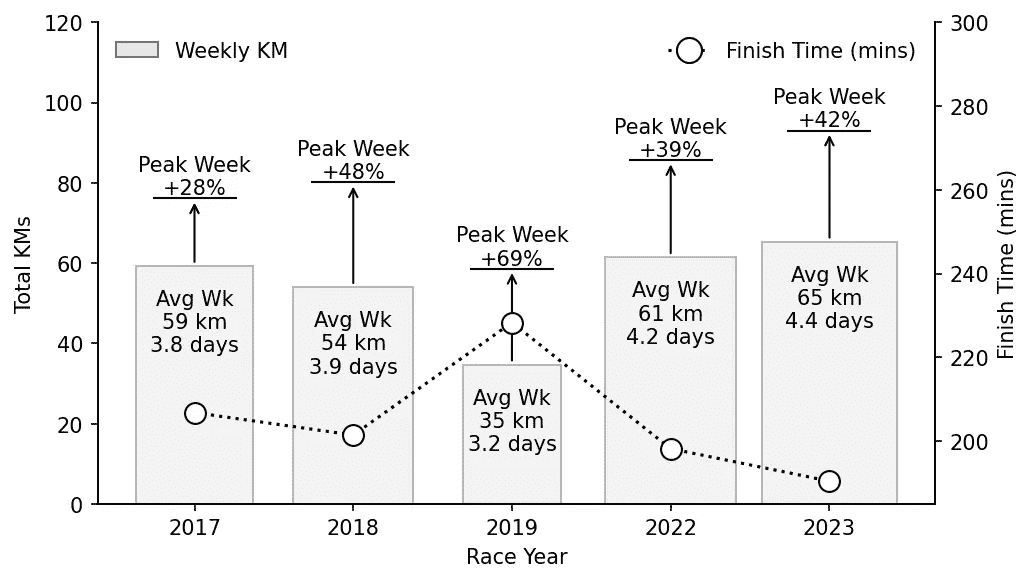 120
100
80
60
40
20
0
Total KMs
300
280
260
240
220
200
Finish Time (mins)
Weekly KM
Finish Time (mins)
Peak Week
+28%
Avg Wk
59 km
3.8 days
Peak Week
+48%
Avg Wk
54 km
3.9 days
Peak Week
+69%
Avg Wk
35 km
3.2 days
Peak Week
+39%
Avg Wk
61 km
4.2 days
Peak Week
+42%
Avg Wk
65 km
4.4 days
2017 2018 2019 2022 2023
Race Year